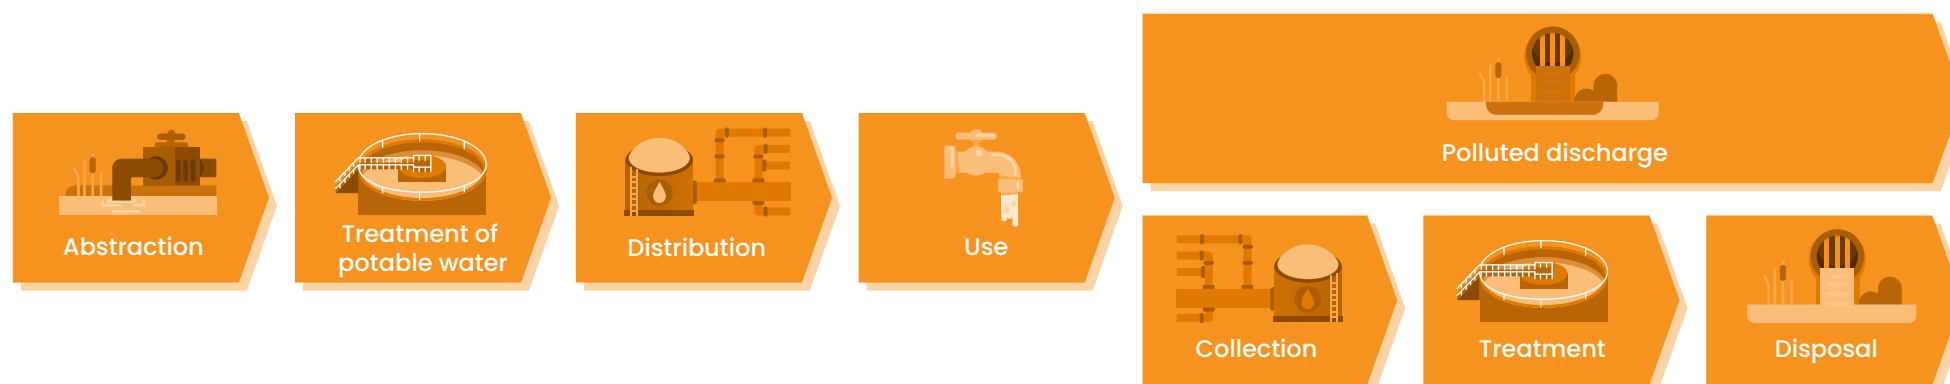 Abstraction
Treatment of
potable water
Distribution
Use
Polluted discharge
Collection
Treatment
Disposal